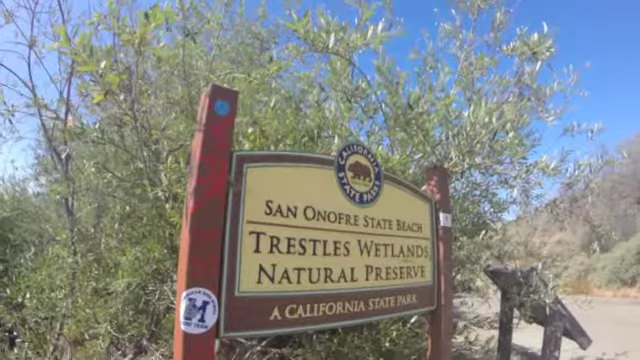 CALIFORNIA
STATE PARKS
SAN ONOFRE STATE BEACH
TRESTLES WETLANDS
NATURAL PRESERVE
A CALIFORNIA STATE PARK
M